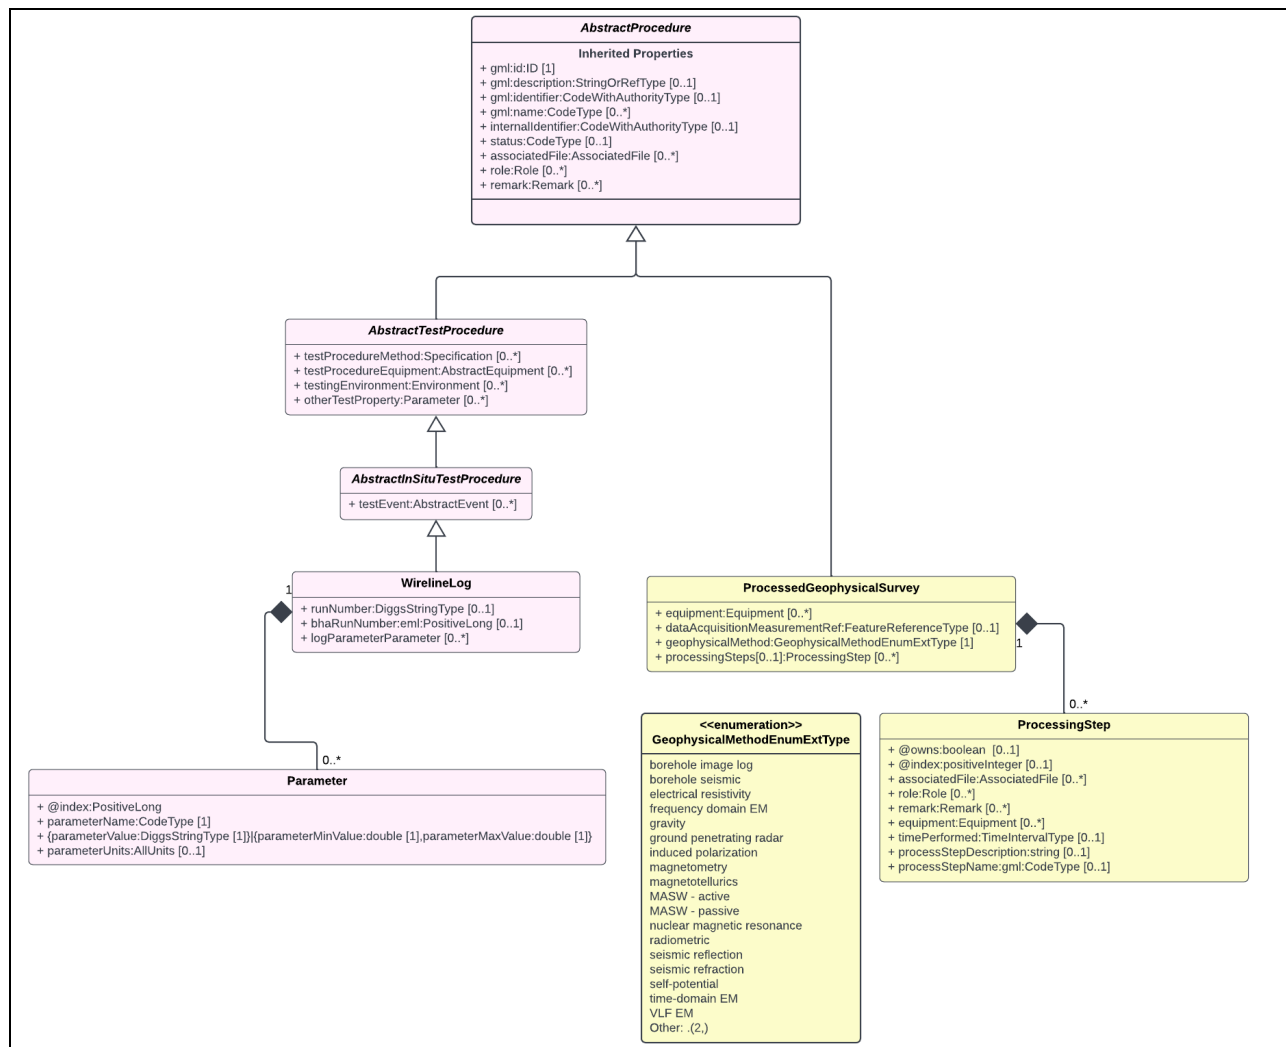 AbstractProcedure
Inherited Properties
+ gml:id:ID [1]
+ gml:description:StringOrRefType [0..1]
+ gml:identifier:CodeWithAuthorityType [0..1]
+ gml:name:CodeType [0..*]
+ internalIdentifier:CodeWithAuthorityType [0..1]
+ status:CodeType [0..1]
+ associatedFile:AssociatedFile [0..*]
+ role:Role [0..*]
+ remark:Remark [0..*]
AbstractTestProcedure
+ testProcedureMethod:Specification [0..*]
+ testProcedureEquipment:AbstractEquipment [0..*]
+ testingEnvironment:Environment [0..*]
+ otherTestProperty:Parameter [0..*]
AbstractInSituTestProcedure
+ testEvent:AbstractEvent [0..*]
WirelineLog
+ runNumber:DiggsStringType [0..1]
+ bhaRunNumber:eml:PositiveLong [0..1]
+ logParameterParameter [0..*]
1
0..*
Parameter
+ @index:PositiveLong
+ parameterName:CodeType [1]
+ {parameterValue:DiggsStringType [1]}|{parameterMinValue:double [1],parameterMaxValue:double [1]}
+ parameterUnits:AllUnits [0..1]
ProcessedGeophysicalSurvey
+ equipment:Equipment [0..*]
+ dataAcquisitionMeasurementRef:FeatureReferenceType [0..1]
+ geophysicalMethod:GeophysicalMethodEnumExtType [1]
+ processingSteps[0..1]:ProcessingStep [0..*]
1
0..*
<<enumeration>>
GeophysicalMethodEnumExtType
borehole image log
borehole seismic
electrical resistivity
frequency domain EM
gravity
ground penetrating radar
induced polarization
magnetometry
magnetotellurics
MASW - active
MASW - passive
nuclear magnetic resonance
radiometric
seismic reflection
seismic refraction
self-potential
time-domain EM
VLF EM
Other: .(2,)
ProcessingStep
+ @owns:boolean [0..1]
+ @index:positiveInteger [0..1]
+ associatedFile:AssociatedFile [0..*]
+ role:Role [0..*]
+ remark:Remark [0..*]
+ equipment:Equipment [0..*]
+ timePerformed:TimeIntervalType [0..1]
+ processStepDescription:string [0..1]
+ processStepName:gml:CodeType [0..1]